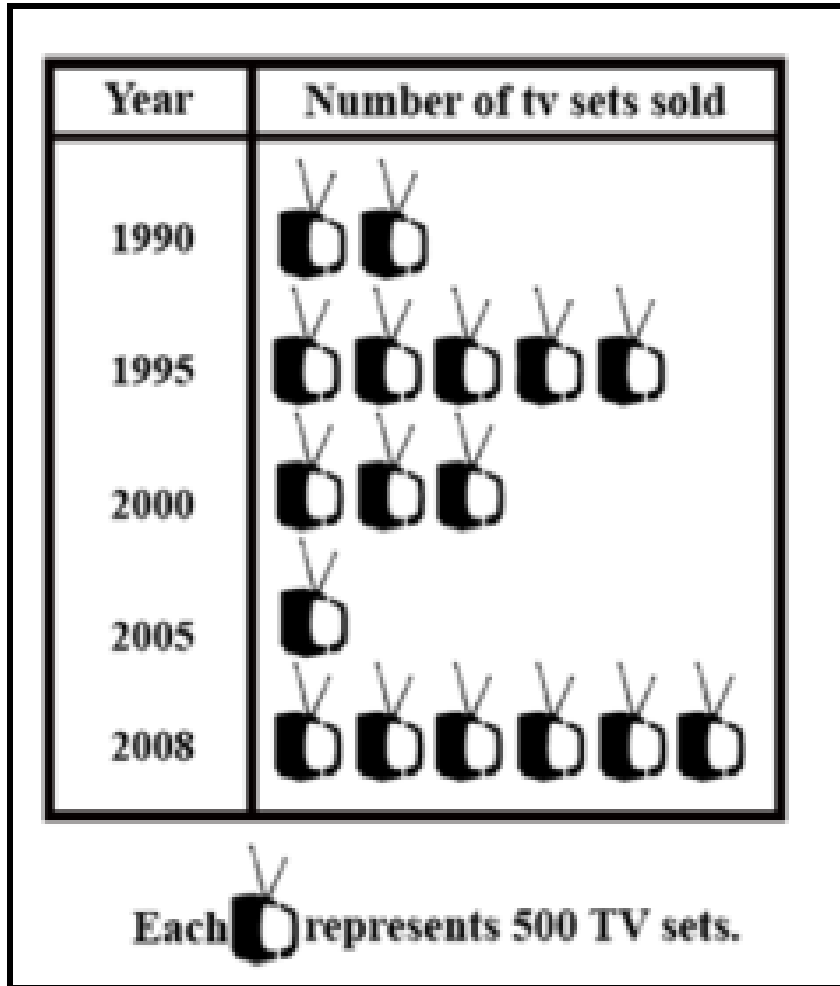 Year Number of tv sets sold
1990
1995
2000
2005
2008
Each represents 500 TV sets.